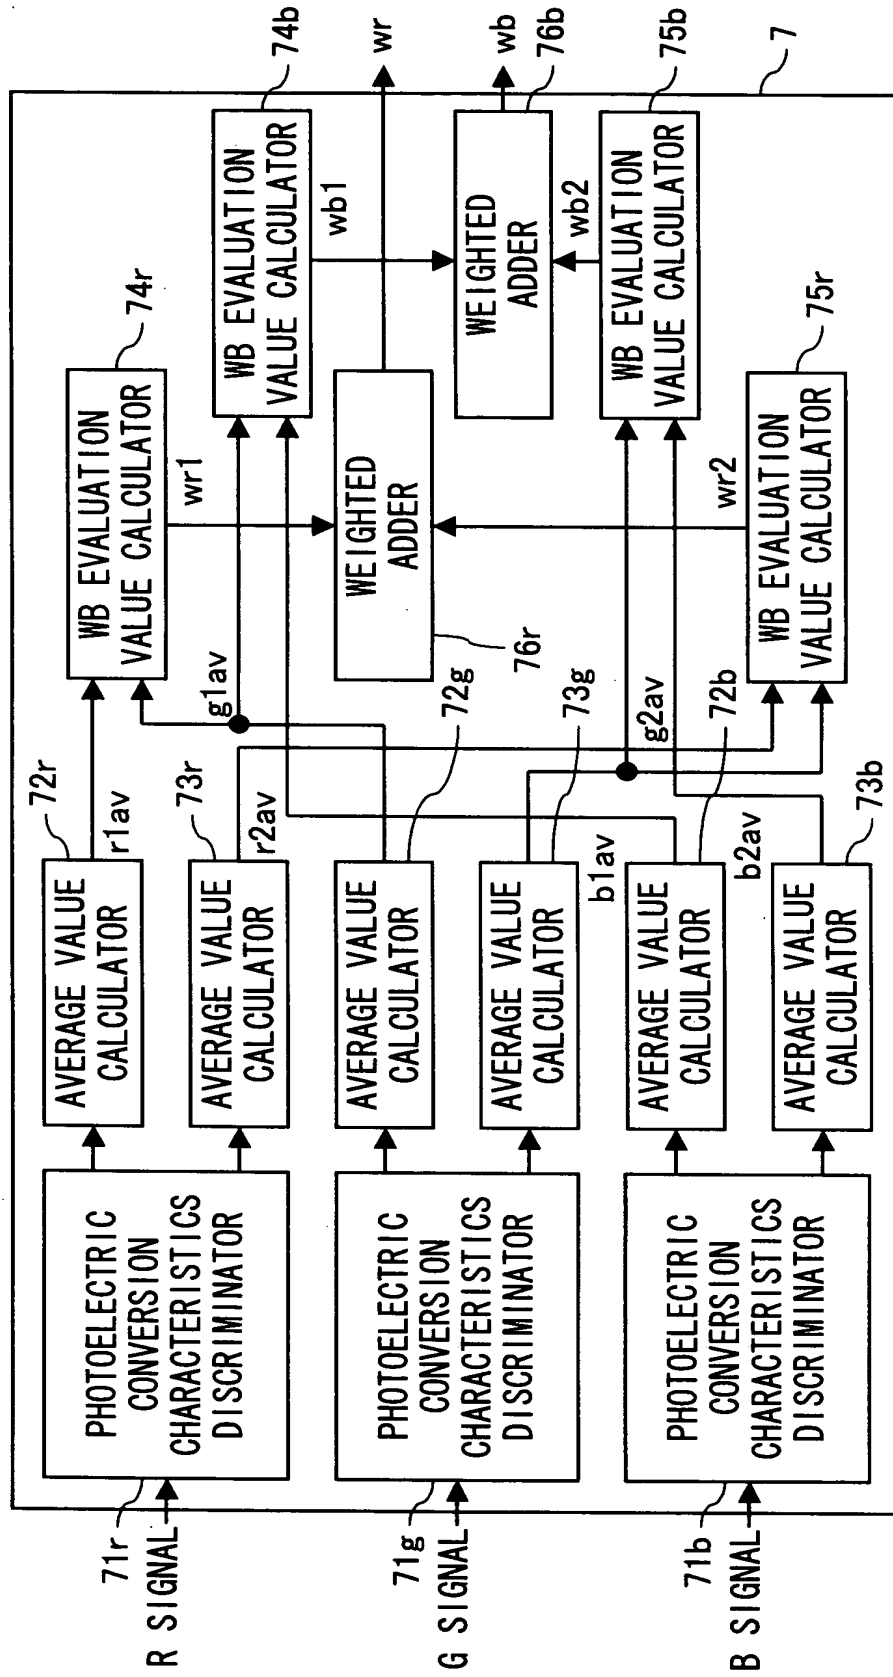 R SIGNAL
71r
PHOTOELECTRIC
CONVERSION
CHARACTERISTICS
DISCRIMINATOR
G SIGNAL
71g
PHOTOELECTRIC
CONVERSION
CHARACTERISTICS
DISCRIMINATOR
B SIGNAL
71b
PHOTOELECTRIC
CONVERSION
CHARACTERISTICS
DISCRIMINATOR
72r
AVERAGE VALUE
CALCULATOR
r1av
73r
AVERAGE VALUE
CALCULATOR
r2av
72g
AVERAGE VALUE
CALCULATOR
g1av
73g
AVERAGE VALUE
CALCULATOR
g2av
72b
AVERAGE VALUE
CALCULATOR
b1av
73b
AVERAGE VALUE
CALCULATOR
b2av
74r
WB EVALUATION
VALUE CALCULATOR
wr1
WEIGHTED
ADDER
76r
wr2
75r
WB EVALUATION
VALUE CALCULATOR
74b
WB EVALUATION
VALUE CALCULATOR
wb1
WEIGHTED
ADDER
76b
wb2
75b
WB EVALUATION
VALUE CALCULATOR
wr
wb
7